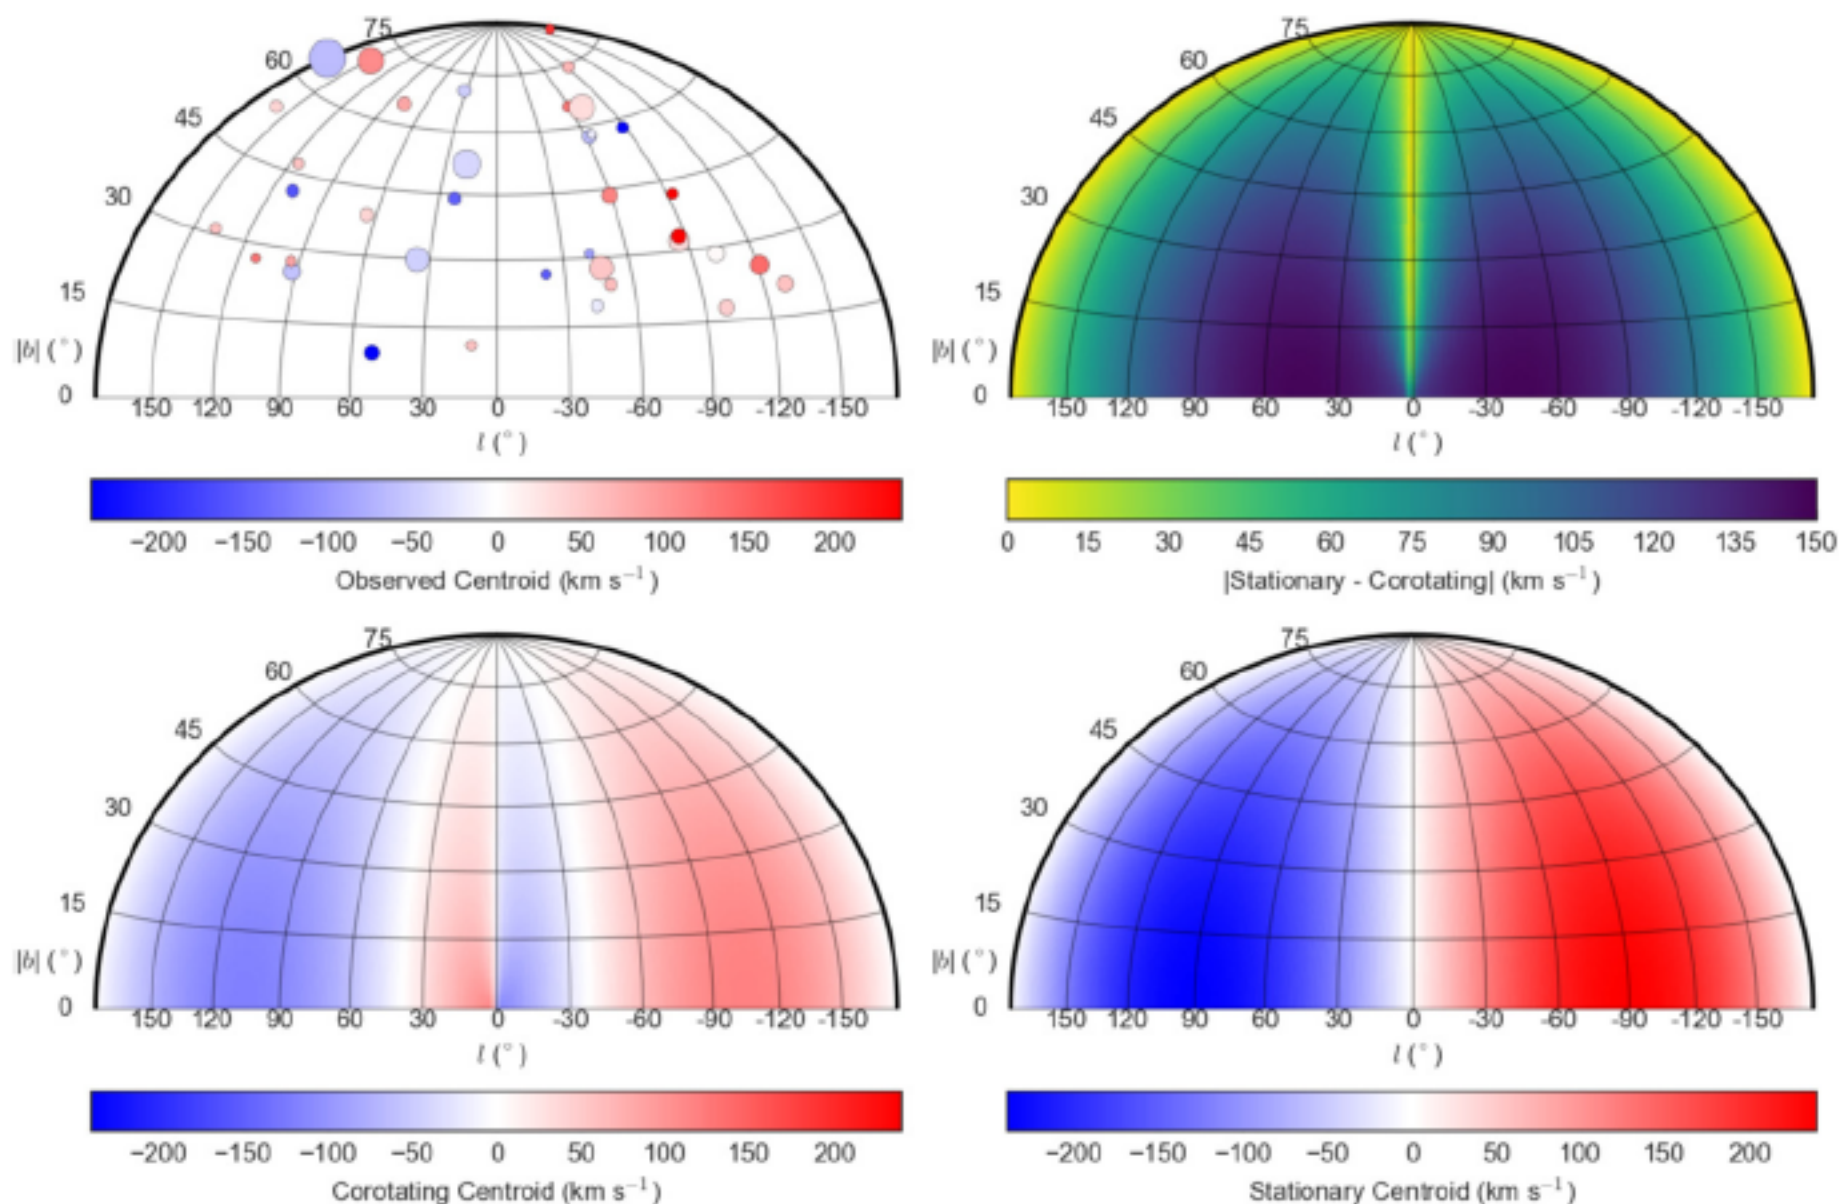 75
60
45
30
15
|b| (°)
0
150 120 90 60 30 0 -30 -60 -90 -120 -150
l (°)
−200 −150 −100 −50 0 50 100 150 200
Observed Centroid (km s⁻¹)
75
60
45
30
15
|b| (°)
0
150 120 90 60 30 0 -30 -60 -90 -120 -150
l (°)
0 15 30 45 60 75 90 105 120 135 150
|Stationary - Corotating| (km s⁻¹)
75
60
45
30
15
|b| (°)
0
150 120 90 60 30 0 -30 -60 -90 -120 -150
l (°)
−200 −150 −100 −50 0 50 100 150 200
Corotating Centroid (km s⁻¹)
75
60
45
30
15
|b| (°)
0
150 120 90 60 30 0 -30 -60 -90 -120 -150
l (°)
−200 −150 −100 −50 0 50 100 150 200
Stationary Centroid (km s⁻¹)